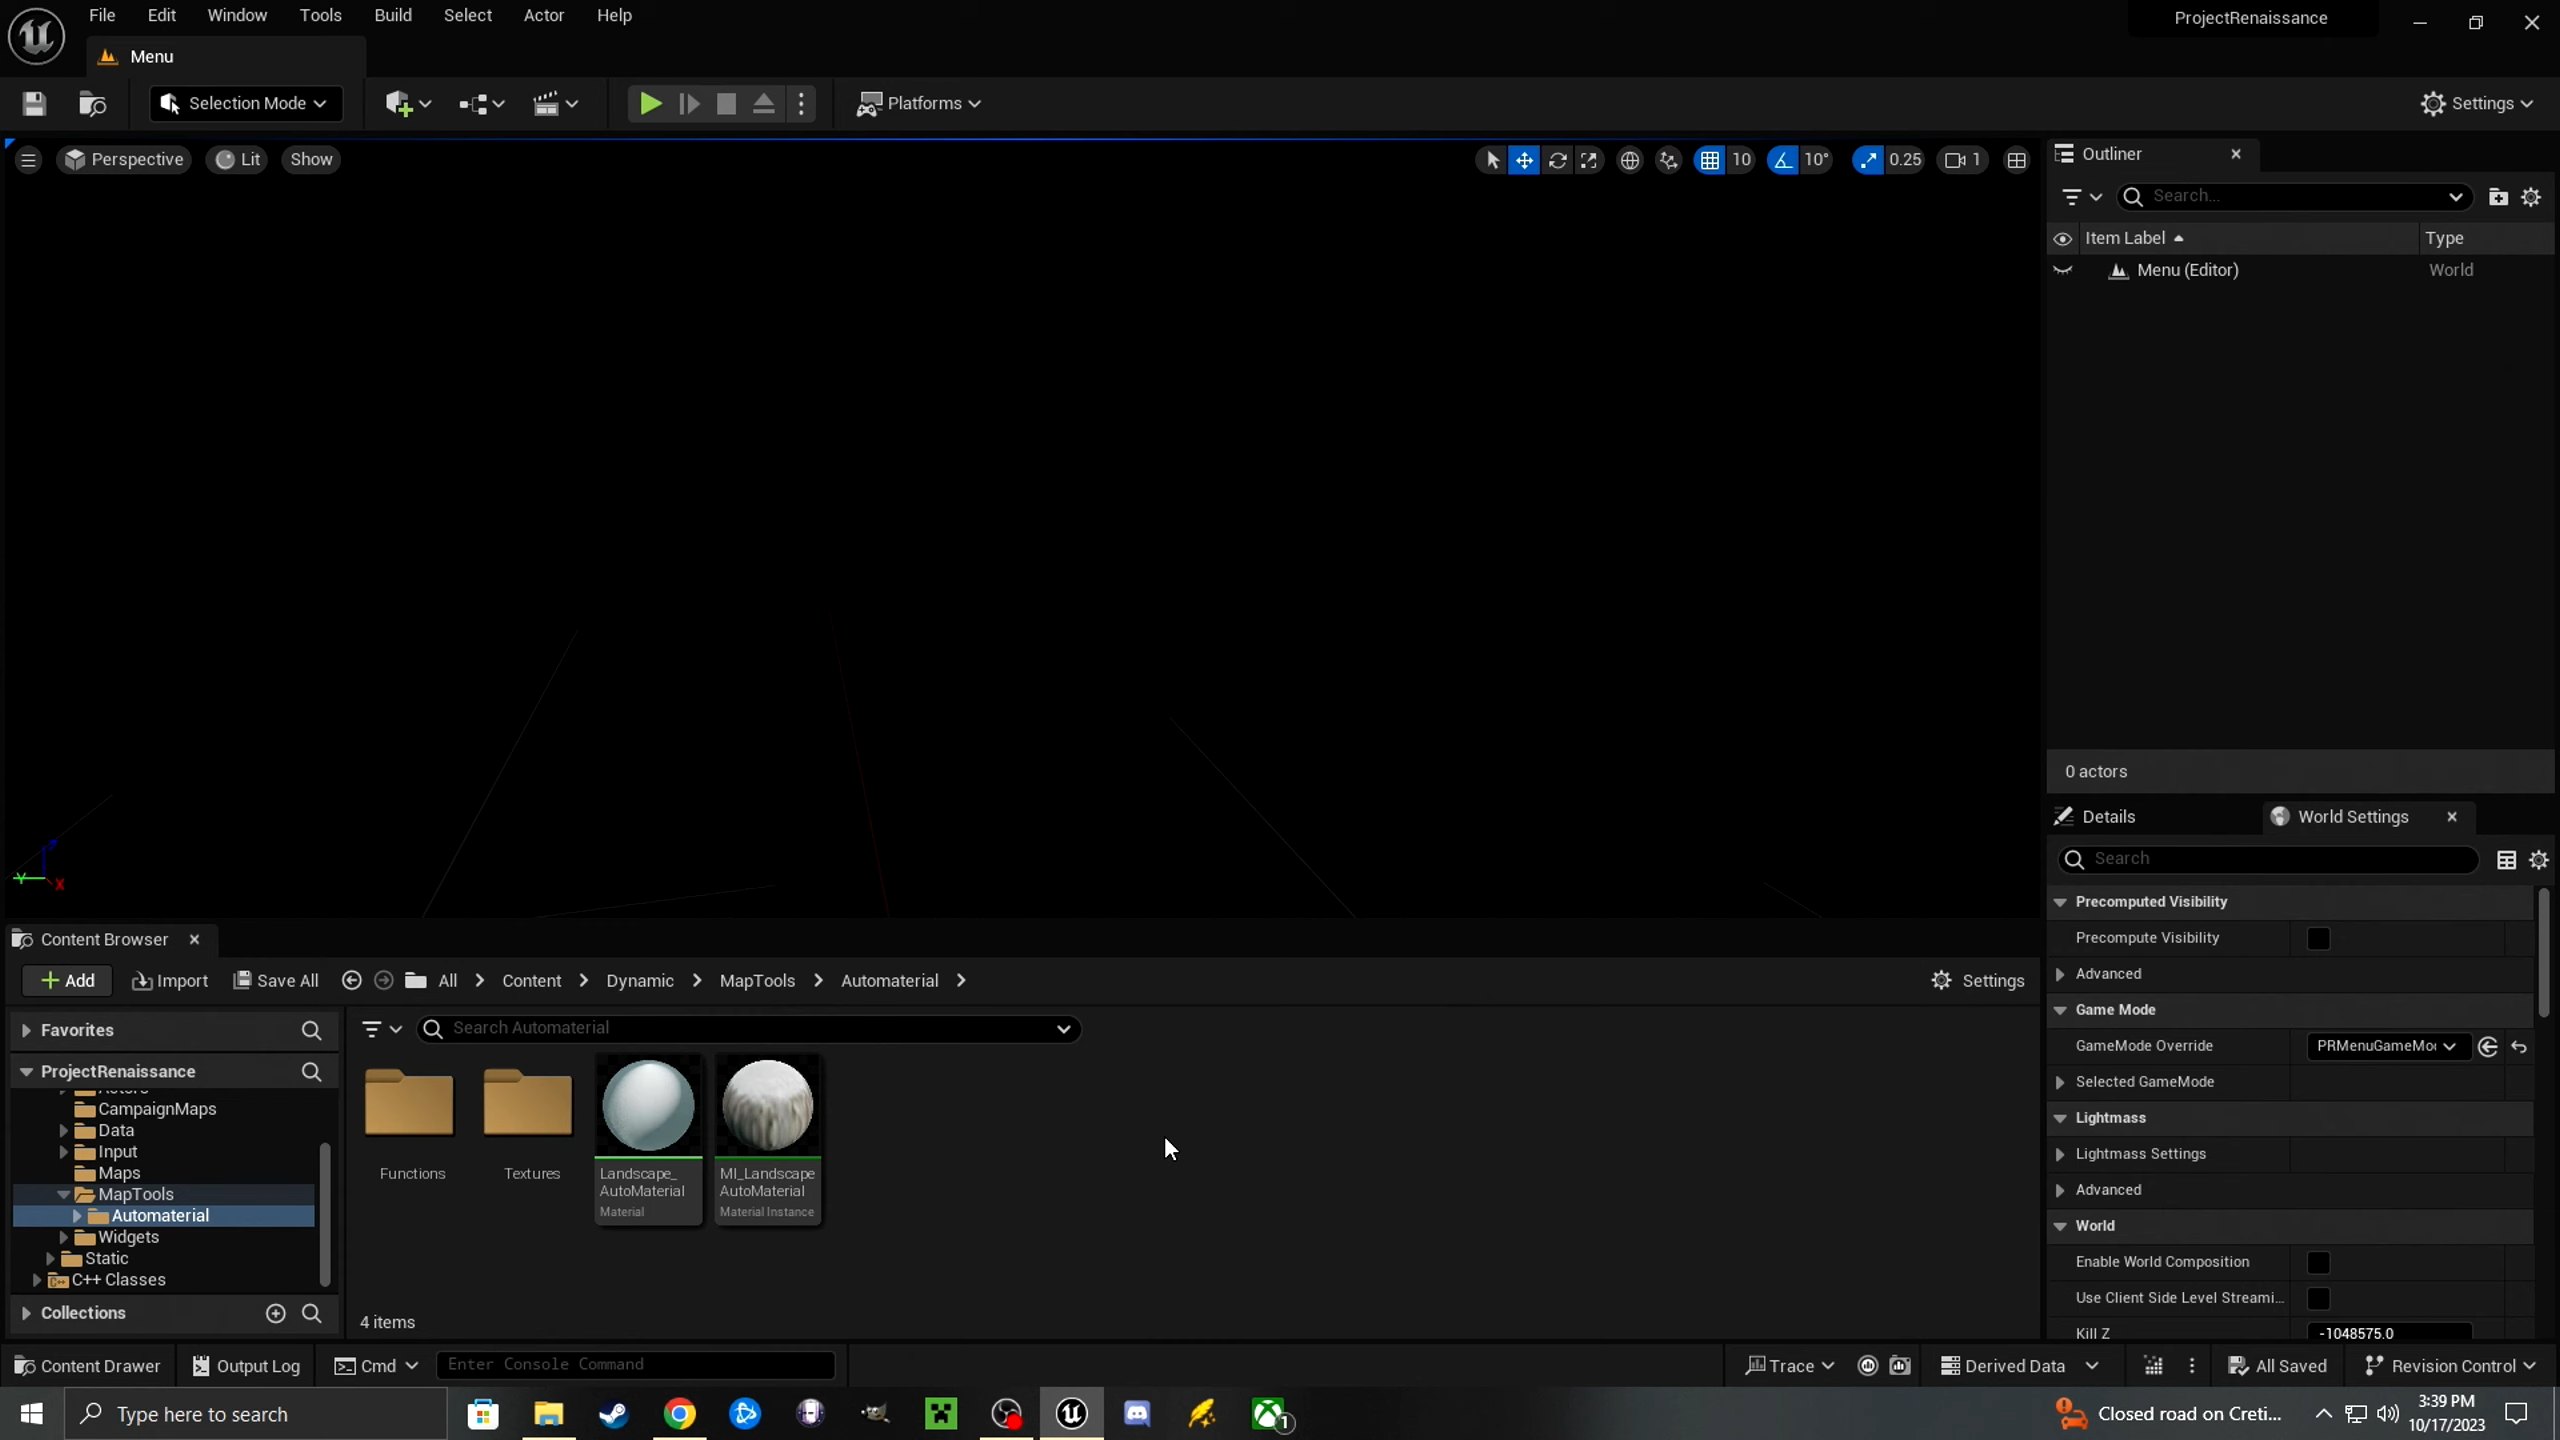 File Edit Window Tools Build Select Actor Help
ProjectRenaissance
Menu
Selection Mode
Platforms
Settings
Perspective Lit Show
10 10° 0.25 1
Outliner
Search...
Item Label Type
Menu (Editor) World
0 actors
Details World Settings
Search
Precomputed Visibility
Precompute Visibility
Advanced
Game Mode
GameMode Override PRMenuGameMo
Selected GameMode
Lightmass
Lightmass Settings
Advanced
World
Enable World Composition
Use Client Side Level Streami...
Kill Z -1048575.0
Y X
Content Browser
Add Import Save All All > Content > Dynamic > MapTools > Automaterial >
Settings
Favorites
ProjectRenaissance
Actors
CampaignMaps
Data
Input
Maps
MapTools
Automaterial
Widgets
Static
C++ Classes
Collections
Search Automaterial
Functions
Textures
Landscape_
AutoMaterial
Material
MI_Landscape
AutoMaterial
Material Instance
4 items
Content Drawer Output Log Cmd Enter Console Command
Trace Derived Data All Saved Revision Control
Type here to search
1
Closed road on Creti...
3:39 PM
10/17/2023